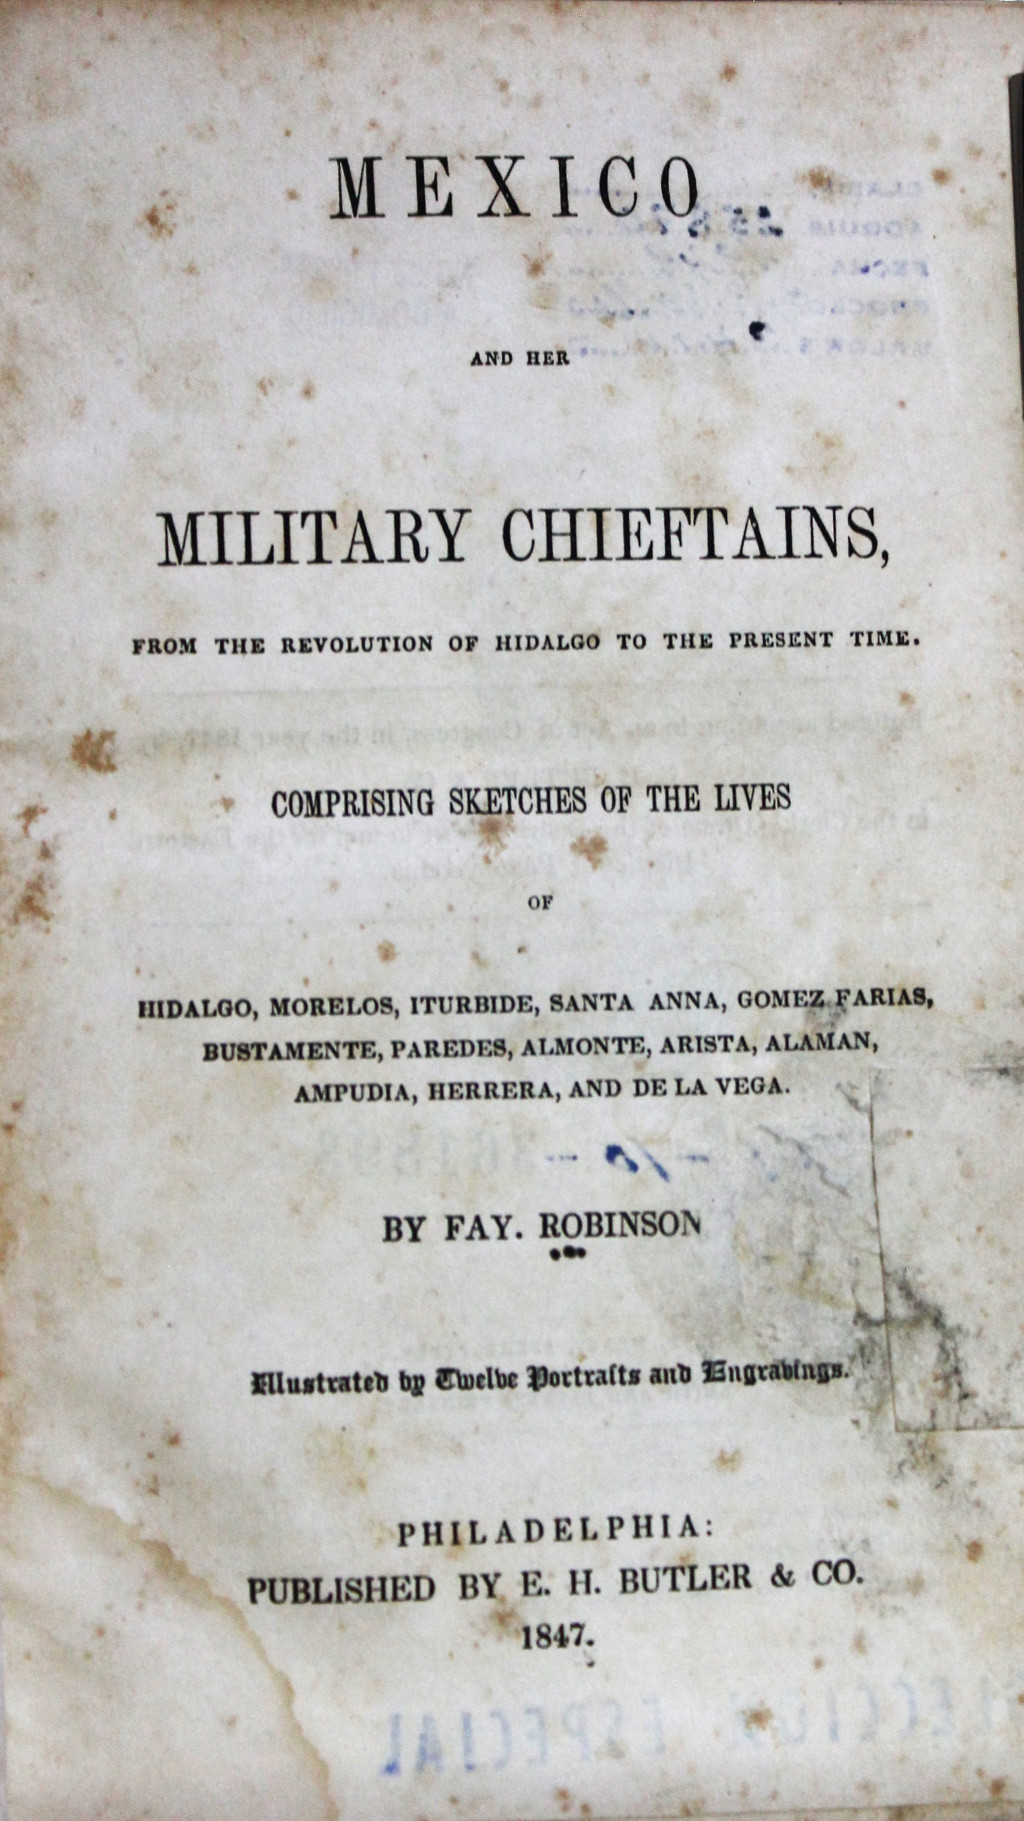 MEXICO
AND HER
MILITARY CHIEFTAINS,
FROM THE REVOLUTION OF HIDALGO TO THE PRESENT TIME.
COMPRISING SKETCHES OF THE LIVES
OF
HIDALGO, MORELOS, ITURBIDE, SANTA ANNA, GOMEZ FARIAS,
BUSTAMENTE, PAREDES, ALMONTE, ARISTA, ALAMAN,
AMPUDIA, HERRERA, AND DE LA VEGA.
BY FAY. ROBINSON
Illustrated by Twelve Portraits and Engravings.
PHILADELPHIA:
PUBLISHED BY E. H. BUTLER & CO.
1847.
ESPECIAL